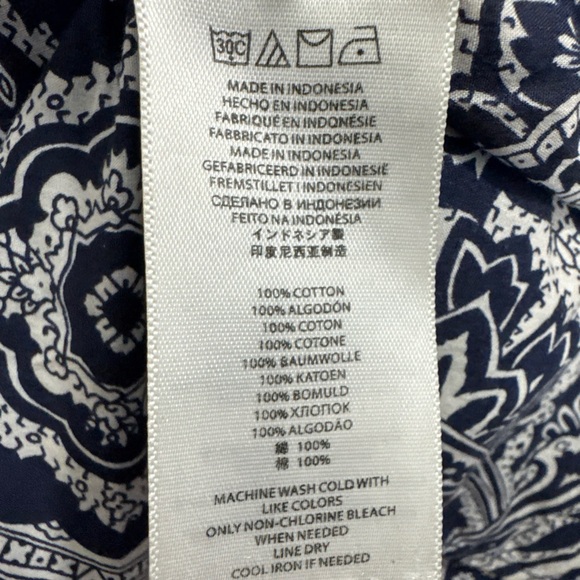 30C
MADE IN INDONESIA
HECHO EN INDONESIA
FABRIQUÉ EN INDONÉSIE
FABBRICATO IN INDONESIA
MADE IN INDONESIA
GEFABRICEERD IN INDONESIË
FREMSTILLET I INDONESIEN
СДЕЛАНО В ИНДОНЕЗИИ
FEITO NA INDONÉSIA
インドネシア製
印度尼西亚制造
100% COTTON
100% ALGODÓN
100% COTON
100% COTONE
100% BAUMWOLLE
100% KATOEN
100% BOMULD
100% ХЛОПОК
100% ALGODÃO
綿 100%
棉 100%
MACHINE WASH COLD WITH
LIKE COLORS
ONLY NON-CHLORINE BLEACH
WHEN NEEDED
LINE DRY
COOL IRON IF NEEDED